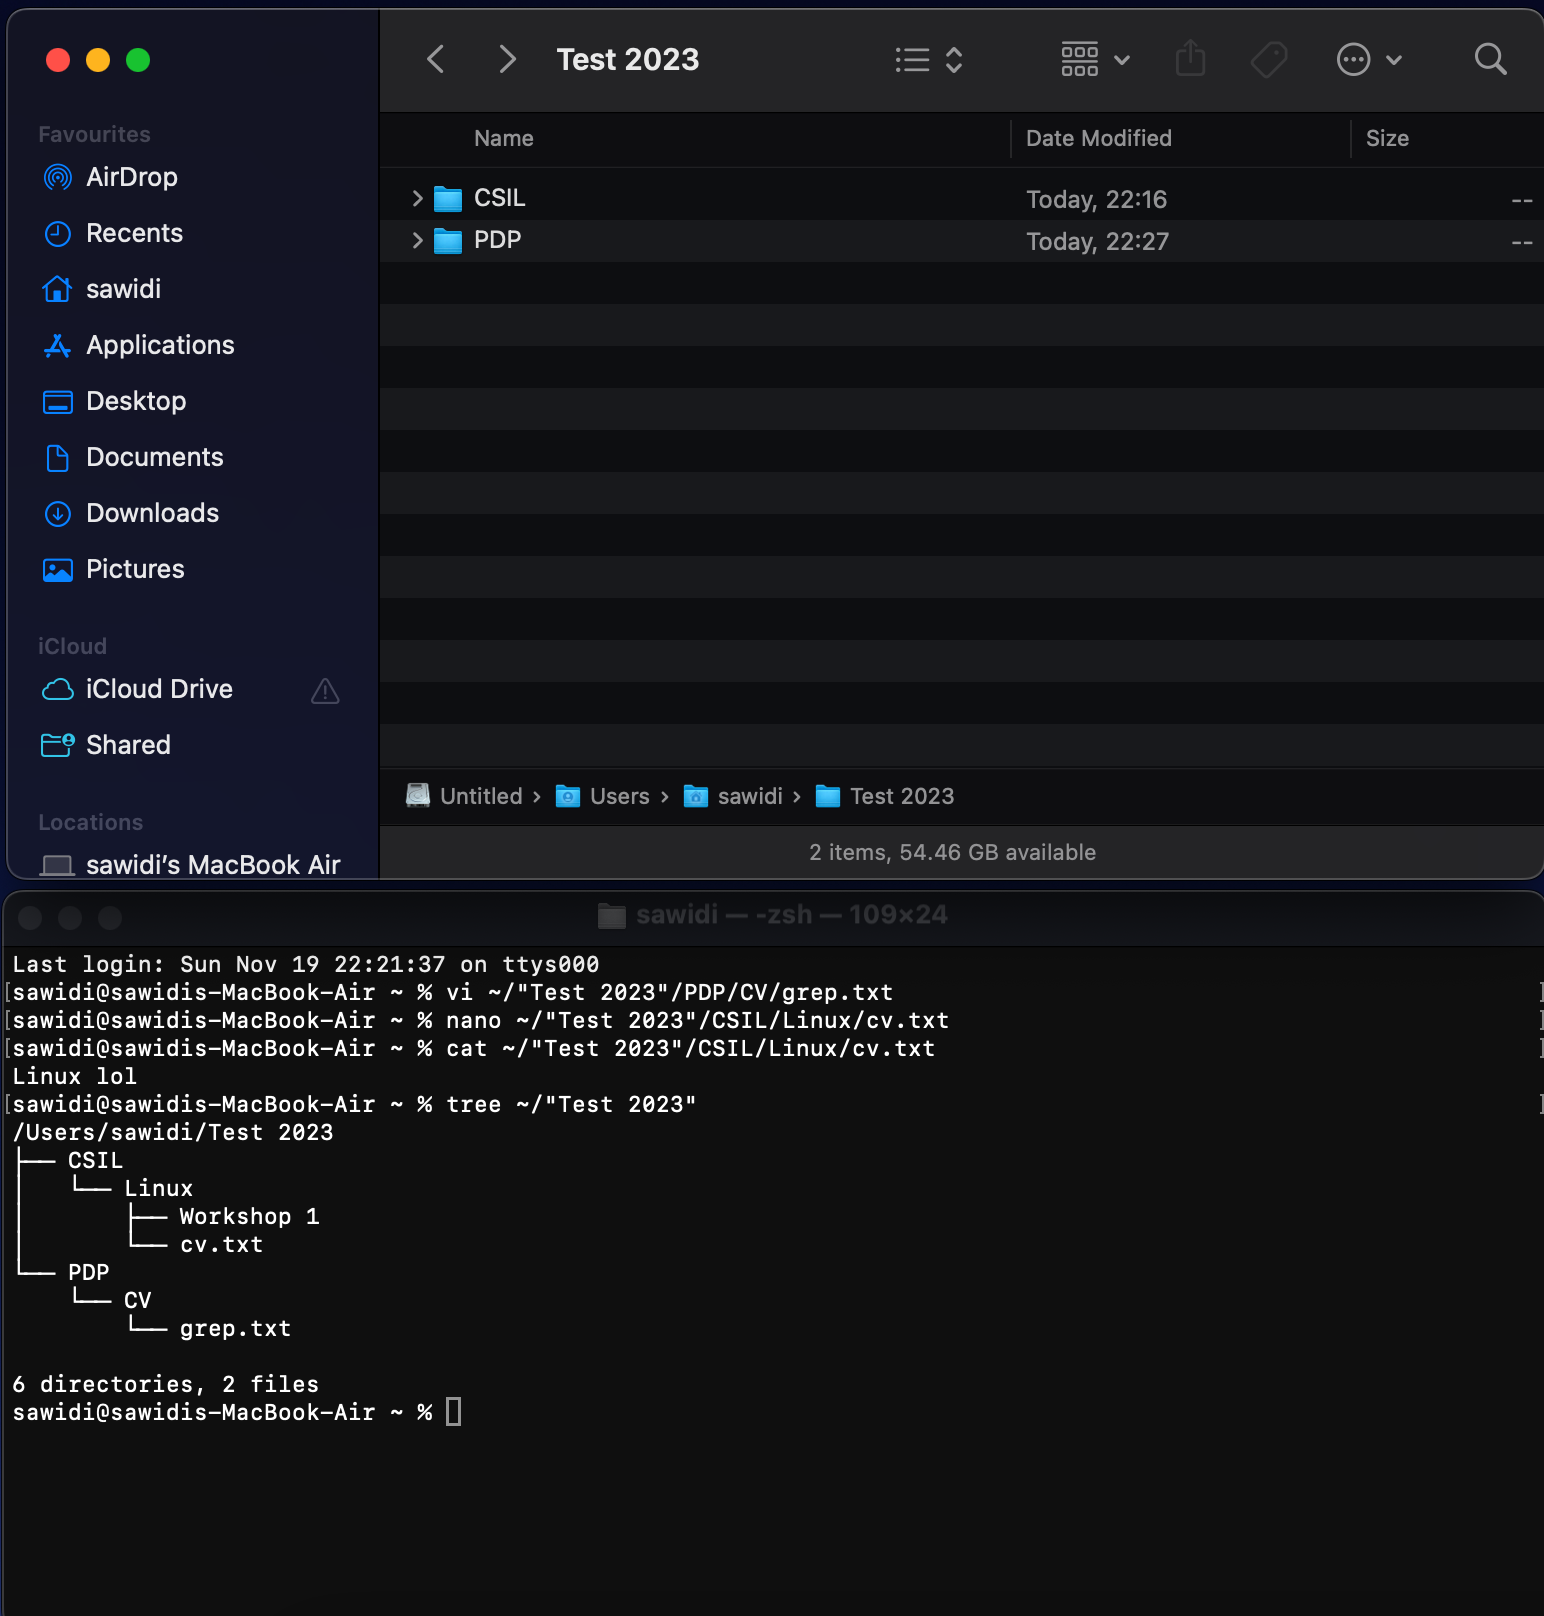 Test 2023
Favourites
AirDrop
Recents
sawidi
Applications
Desktop
Documents
Downloads
Pictures
iCloud
iCloud Drive
Shared
Locations
sawidi’s MacBook Air
Name Date Modified Size
CSIL Today, 22:16 --
PDP Today, 22:27 --
Untitled › Users › sawidi › Test 2023
2 items, 54.46 GB available
sawidi — -zsh — 109×24
Last login: Sun Nov 19 22:21:37 on ttys000
[sawidi@sawidis-MacBook-Air ~ % vi ~/"Test 2023"/PDP/CV/grep.txt ]
[sawidi@sawidis-MacBook-Air ~ % nano ~/"Test 2023"/CSIL/Linux/cv.txt ]
[sawidi@sawidis-MacBook-Air ~ % cat ~/"Test 2023"/CSIL/Linux/cv.txt ]
Linux lol
[sawidi@sawidis-MacBook-Air ~ % tree ~/"Test 2023" ]
/Users/sawidi/Test 2023
├── CSIL
│   └── Linux
│       ├── Workshop 1
│       └── cv.txt
└── PDP
    └── CV
        └── grep.txt
6 directories, 2 files
sawidi@sawidis-MacBook-Air ~ %